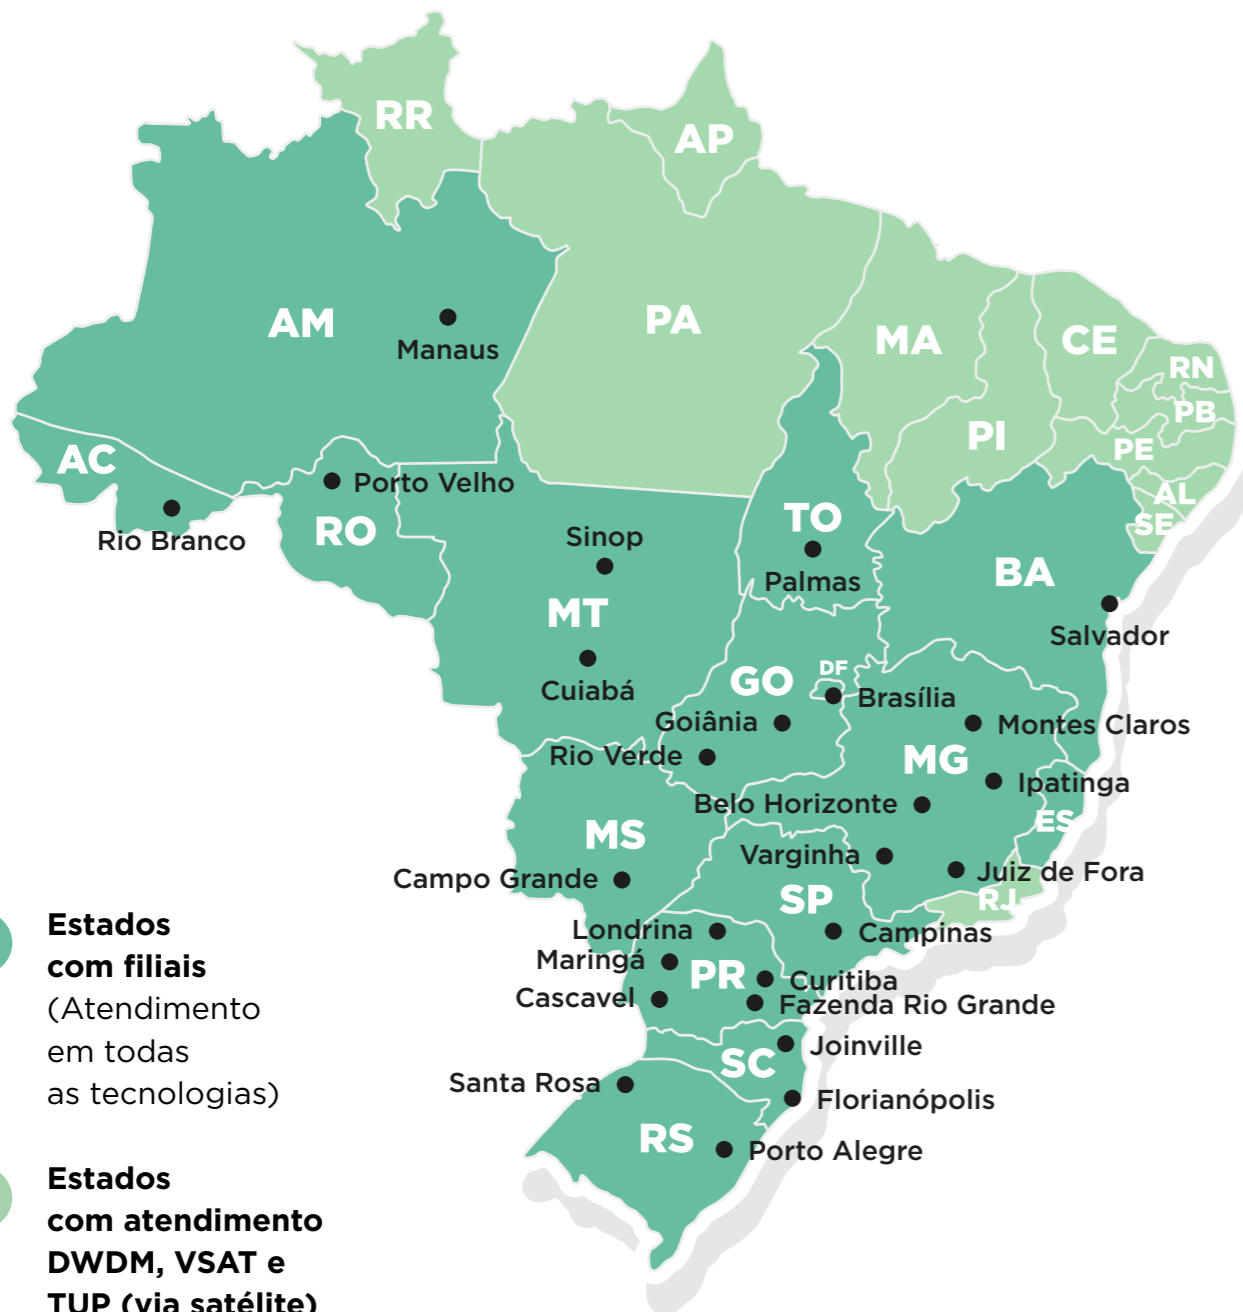 RR
AP
AM
Manaus
PA
MA
CE
RN
PB
PI
PE
AL
SE
AC
Rio Branco
Porto Velho
RO
TO
Palmas
Sinop
MT
Cuiabá
BA
Salvador
GO
DF
Brasília
Goiânia
Rio Verde
Montes Claros
MG
Ipatinga
Belo Horizonte
ES
MS
Varginha
Juiz de Fora
Campo Grande
SP
RJ
Londrina
Campinas
Maringá
PR
Curitiba
Cascavel
Fazenda Rio Grande
Joinville
SC
Santa Rosa
Florianópolis
RS
Porto Alegre
Estados
com filiais
(Atendimento
em todas
as tecnologias)
Estados
com atendimento
DWDM, VSAT e
TUP (via satélite)